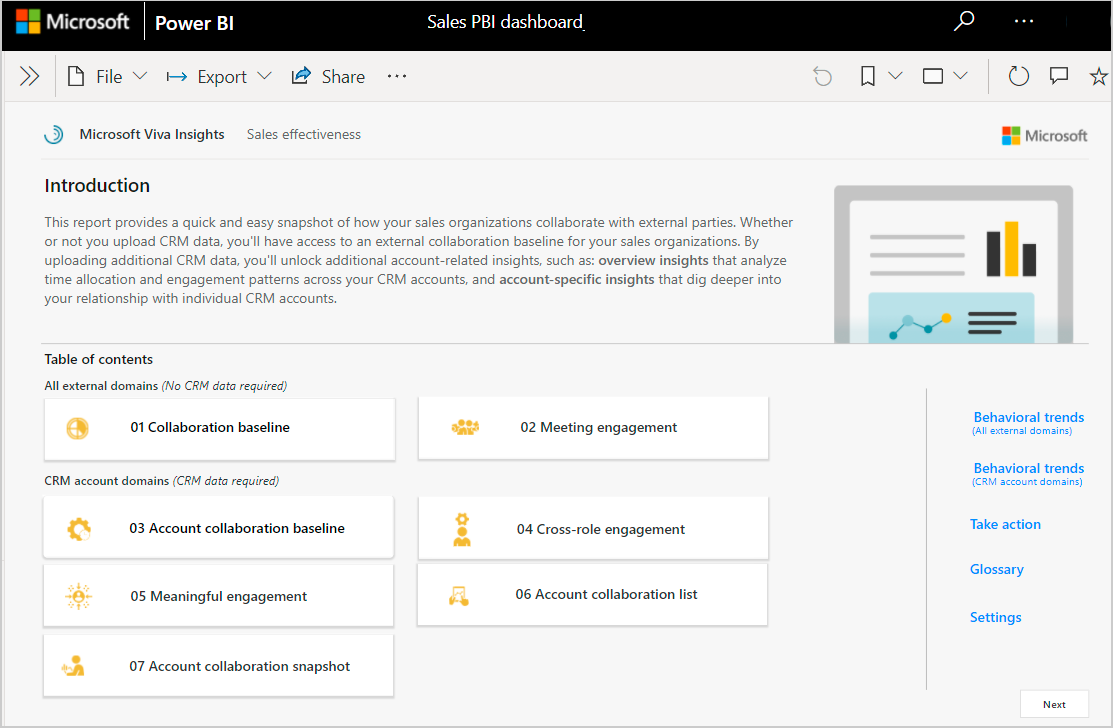 Microsoft Power BI Sales PBI dashboard
File Export Share
Microsoft Viva Insights Sales effectiveness Microsoft
Introduction
This report provides a quick and easy snapshot of how your sales organizations collaborate with external parties. Whether
or not you upload CRM data, you'll have access to an external collaboration baseline for your sales organizations. By
uploading additional CRM data, you'll unlock additional account-related insights, such as: overview insights that analyze
time allocation and engagement patterns across your CRM accounts, and account-specific insights that dig deeper into
your relationship with individual CRM accounts.
Table of contents
All external domains (No CRM data required)
01 Collaboration baseline
02 Meeting engagement
CRM account domains (CRM data required)
03 Account collaboration baseline
04 Cross-role engagement
05 Meaningful engagement
06 Account collaboration list
07 Account collaboration snapshot
Behavioral trends
(All external domains)
Behavioral trends
(CRM account domains)
Take action
Glossary
Settings
Next